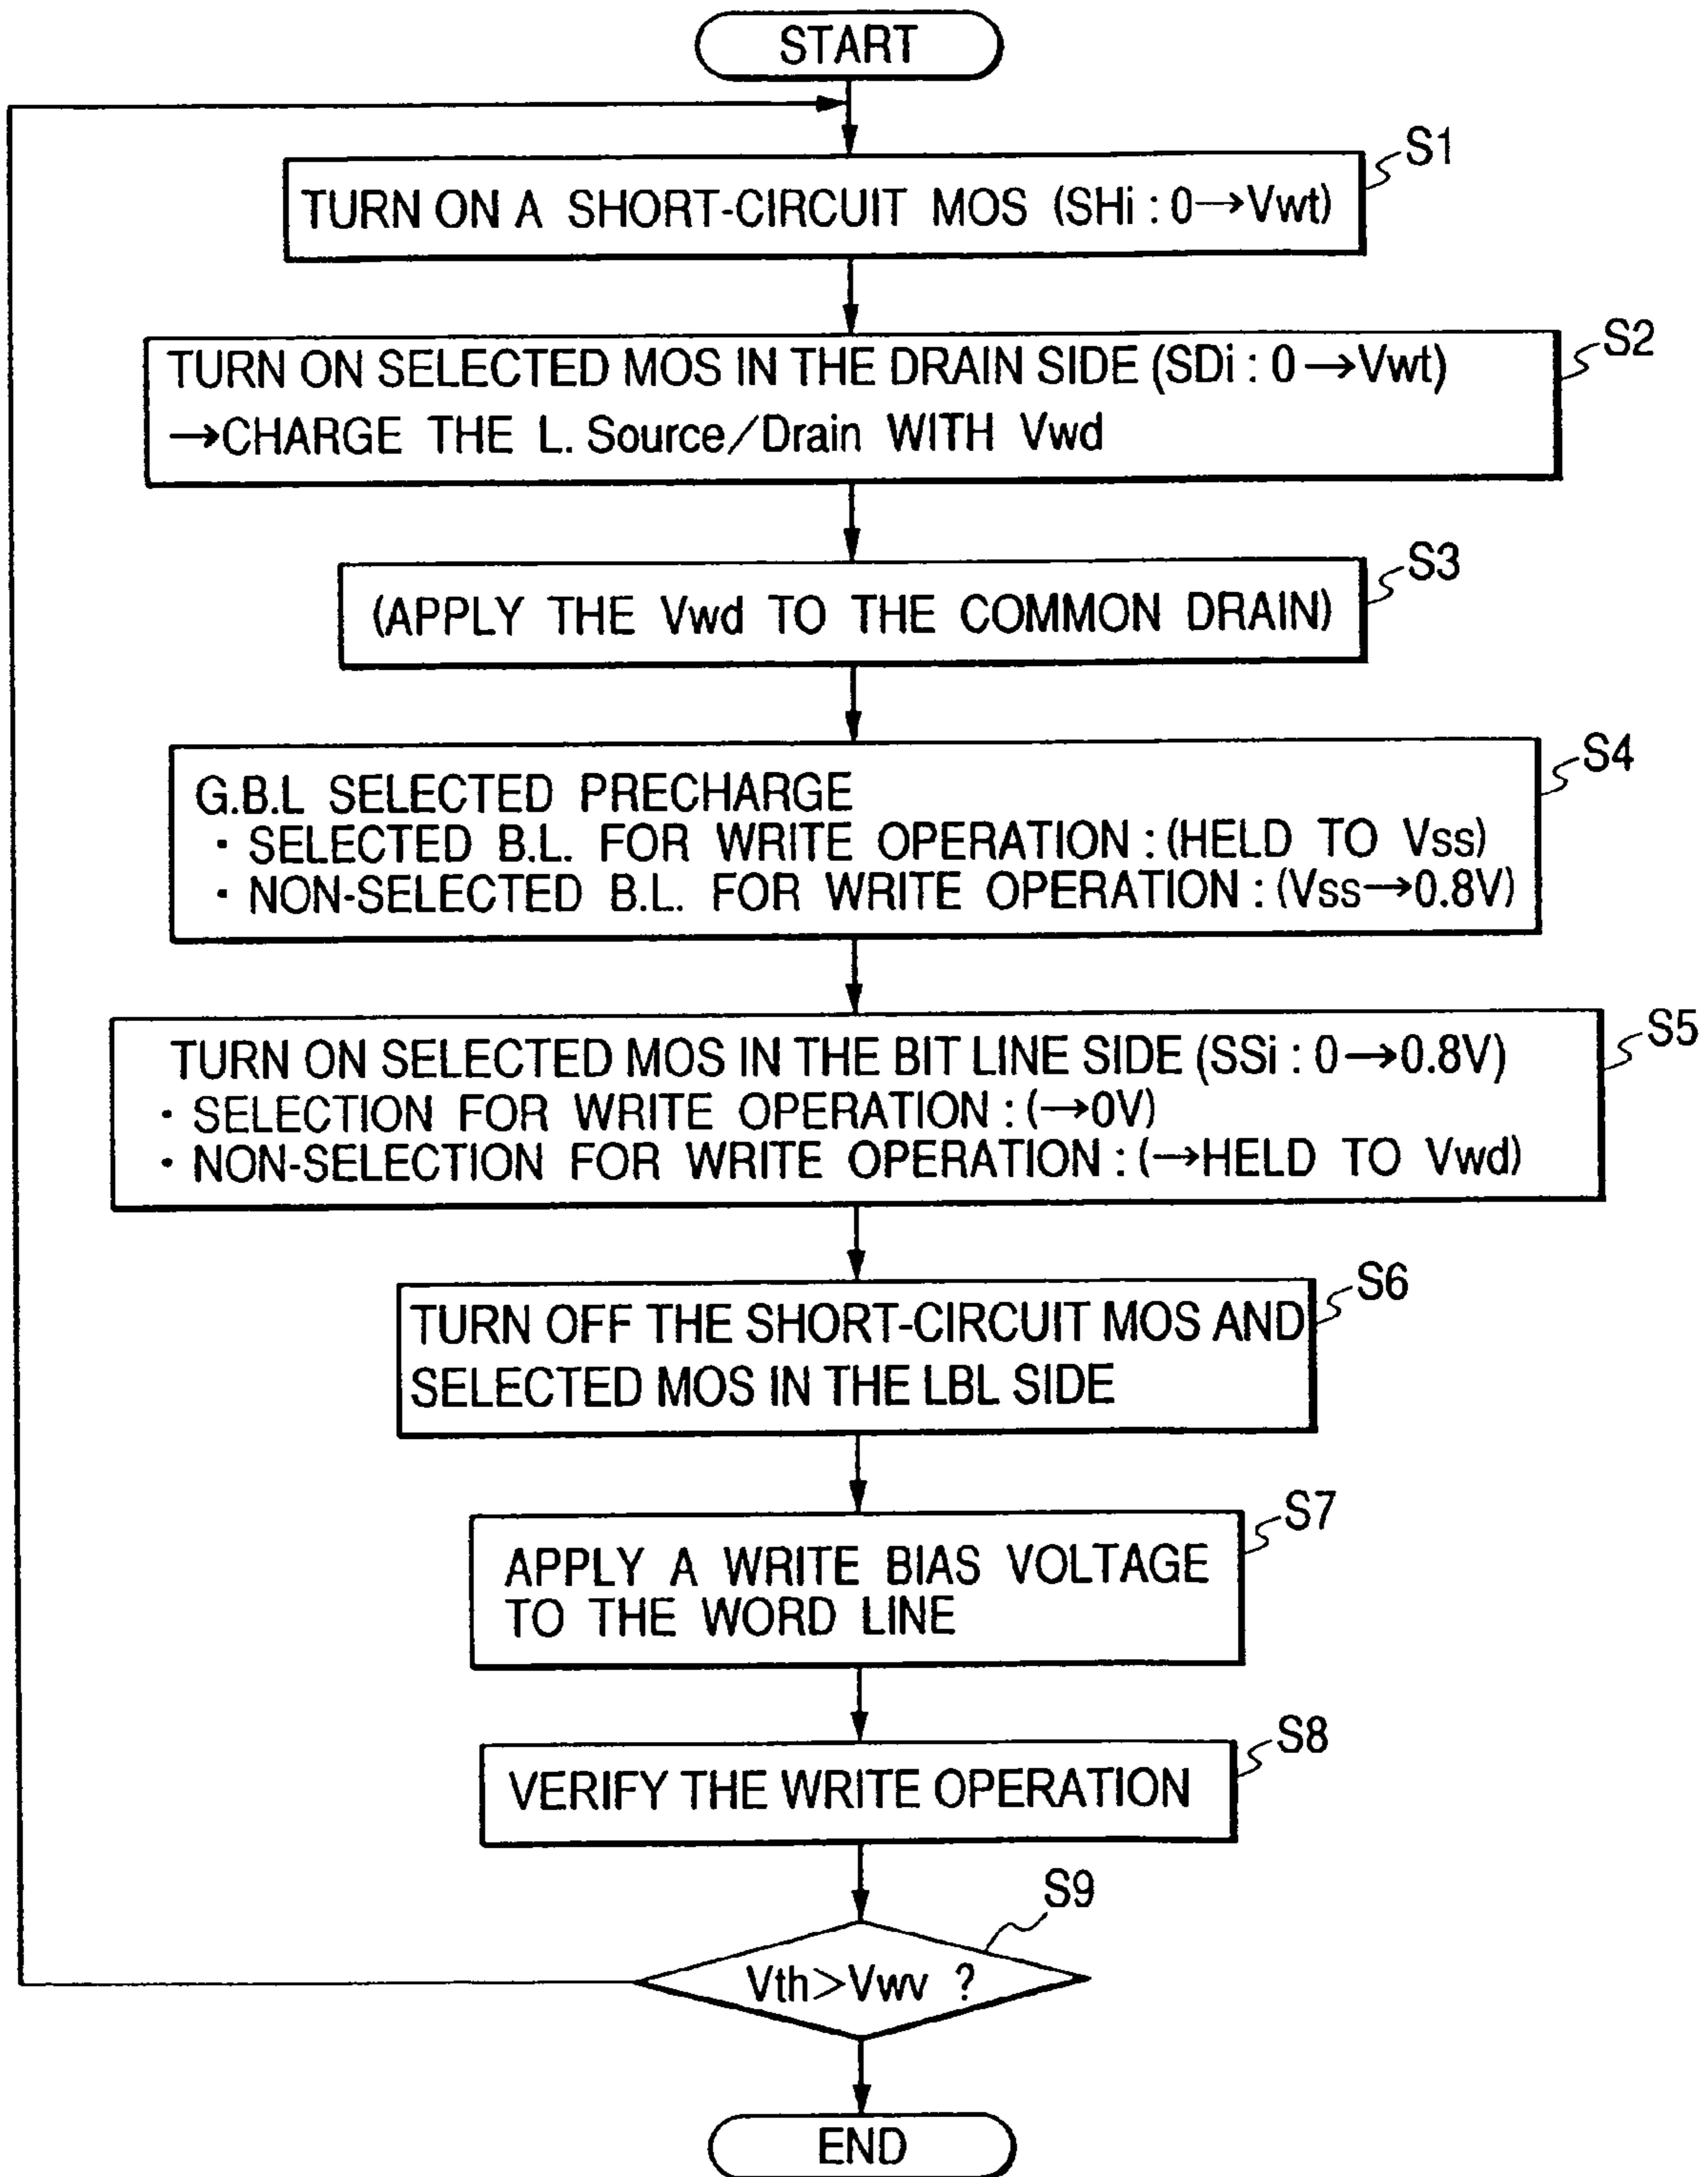 START
S1
TURN ON A SHORT-CIRCUIT MOS (SHi : 0→Vwt)
S2
TURN ON SELECTED MOS IN THE DRAIN SIDE (SDi : 0→Vwt)
→CHARGE THE L. Source/Drain WITH Vwd
S3
(APPLY THE Vwd TO THE COMMON DRAIN)
S4
G.B.L SELECTED PRECHARGE
・SELECTED B.L. FOR WRITE OPERATION : (HELD TO Vss)
・NON-SELECTED B.L. FOR WRITE OPERATION : (Vss→0.8V)
S5
TURN ON SELECTED MOS IN THE BIT LINE SIDE (SSi : 0→0.8V)
・SELECTION FOR WRITE OPERATION : (→0V)
・NON-SELECTION FOR WRITE OPERATION : (→HELD TO Vwd)
S6
TURN OFF THE SHORT-CIRCUIT MOS AND
SELECTED MOS IN THE LBL SIDE
S7
APPLY A WRITE BIAS VOLTAGE
TO THE WORD LINE
S8
VERIFY THE WRITE OPERATION
S9
Vth>Vwv ?
END